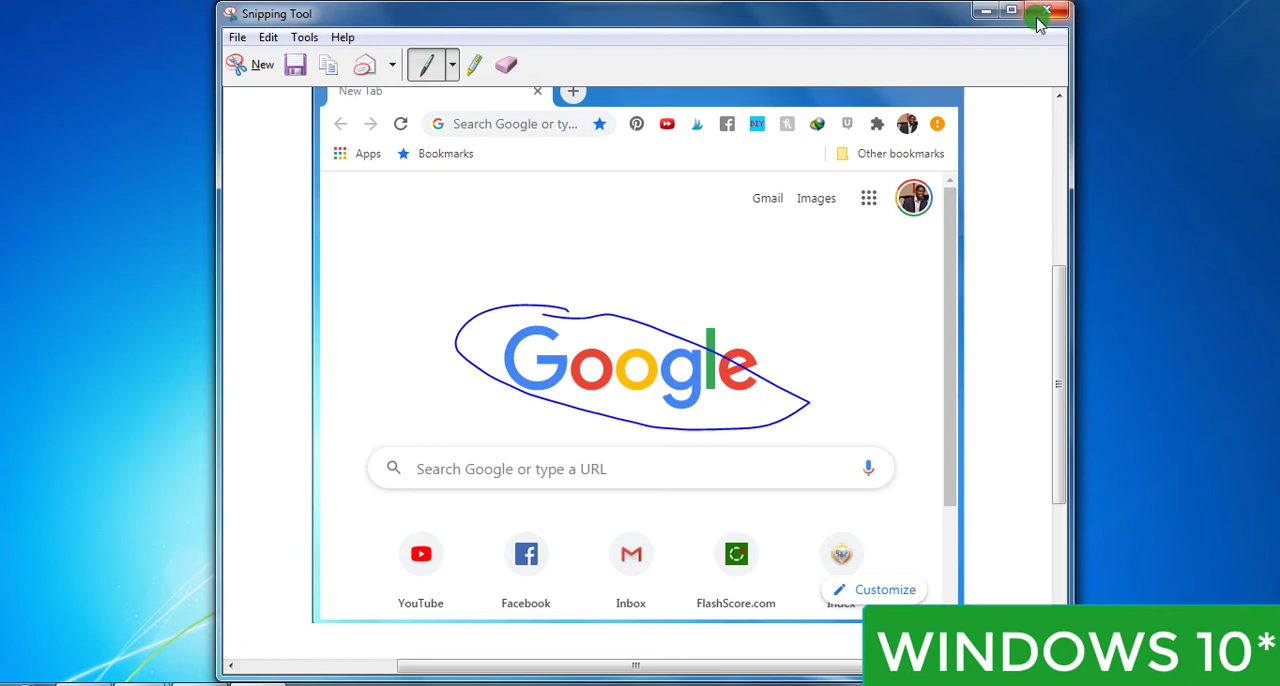 Snipping Tool
File Edit Tools Help
New
New Tab
Search Google or ty...
DIY
Apps Bookmarks Other bookmarks
Gmail Images
Google
Search Google or type a URL
YouTube Facebook Inbox FlashScore.com
Customize
WINDOWS 10*